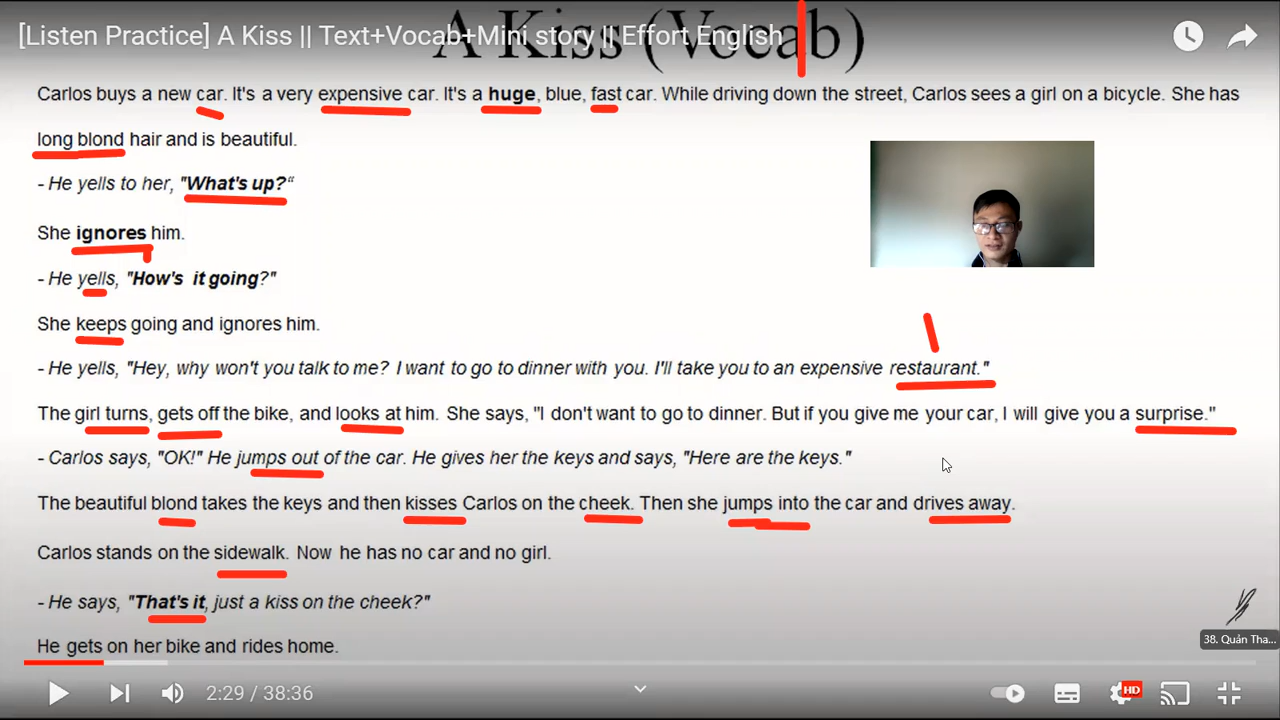 A Kiss (Vocab)
[Listen Practice] A Kiss || Text+Vocab+Mini story || Effort English
Carlos buys a new car. It's a very expensive car. It's a huge, blue, fast car. While driving down the street, Carlos sees a girl on a bicycle. She has
long blond hair and is beautiful.
- He yells to her, "What's up?“
She ignores him.
- He yells, "How's it going?"
She keeps going and ignores him.
- He yells, "Hey, why won't you talk to me? I want to go to dinner with you. I'll take you to an expensive restaurant."
The girl turns, gets off the bike, and looks at him. She says, "I don't want to go to dinner. But if you give me your car, I will give you a surprise."
- Carlos says, "OK!" He jumps out of the car. He gives her the keys and says, "Here are the keys."
The beautiful blond takes the keys and then kisses Carlos on the cheek. Then she jumps into the car and drives away.
Carlos stands on the sidewalk. Now he has no car and no girl.
- He says, "That's it, just a kiss on the cheek?"
He gets on her bike and rides home.
38. Quản Tha...
2:29 / 38:36
HD